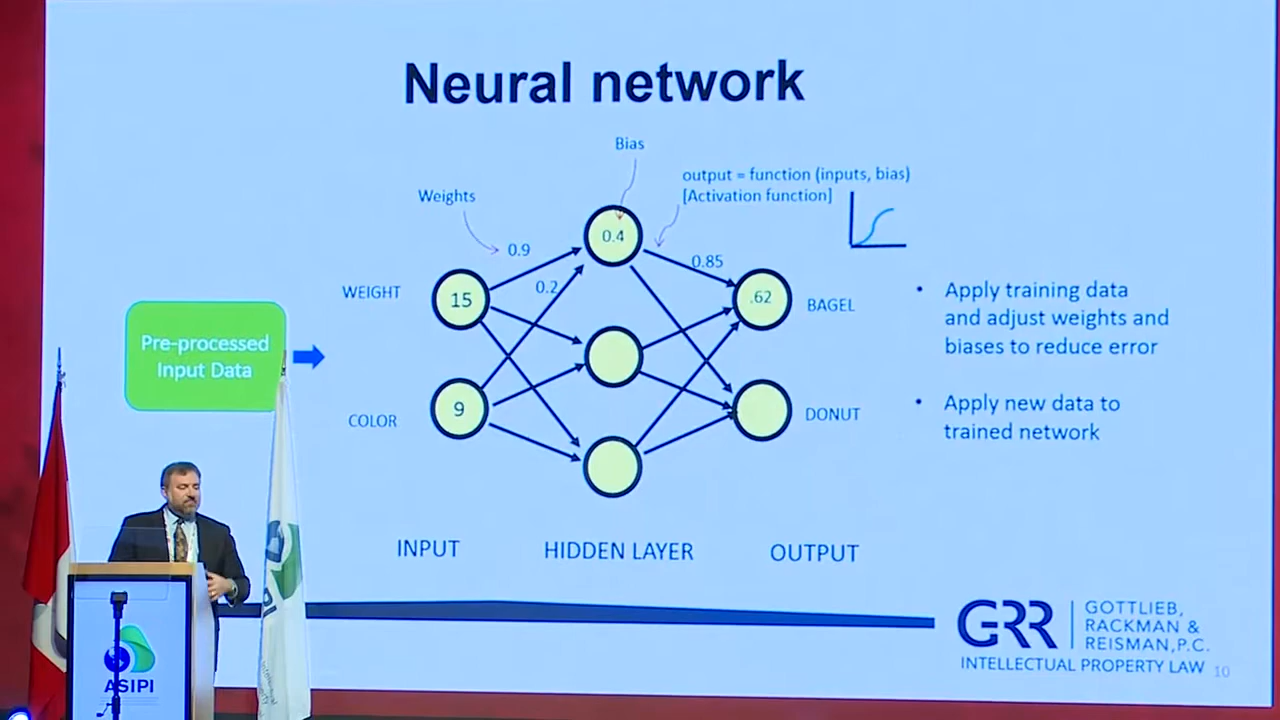 Neural network
Bias
output = function (inputs, bias)
[Activation function]
Weights
0.9
0.4
0.85
0.2
WEIGHT
15
.62
BAGEL
Pre-processed
Input Data
COLOR
9
DONUT
• Apply training data
and adjust weights and
biases to reduce error
• Apply new data to
trained network
INPUT
HIDDEN LAYER
OUTPUT
GRR
GOTTLIEB,
RACKMAN &
REISMAN,P.C.
INTELLECTUAL PROPERTY LAW
10
ASIPI